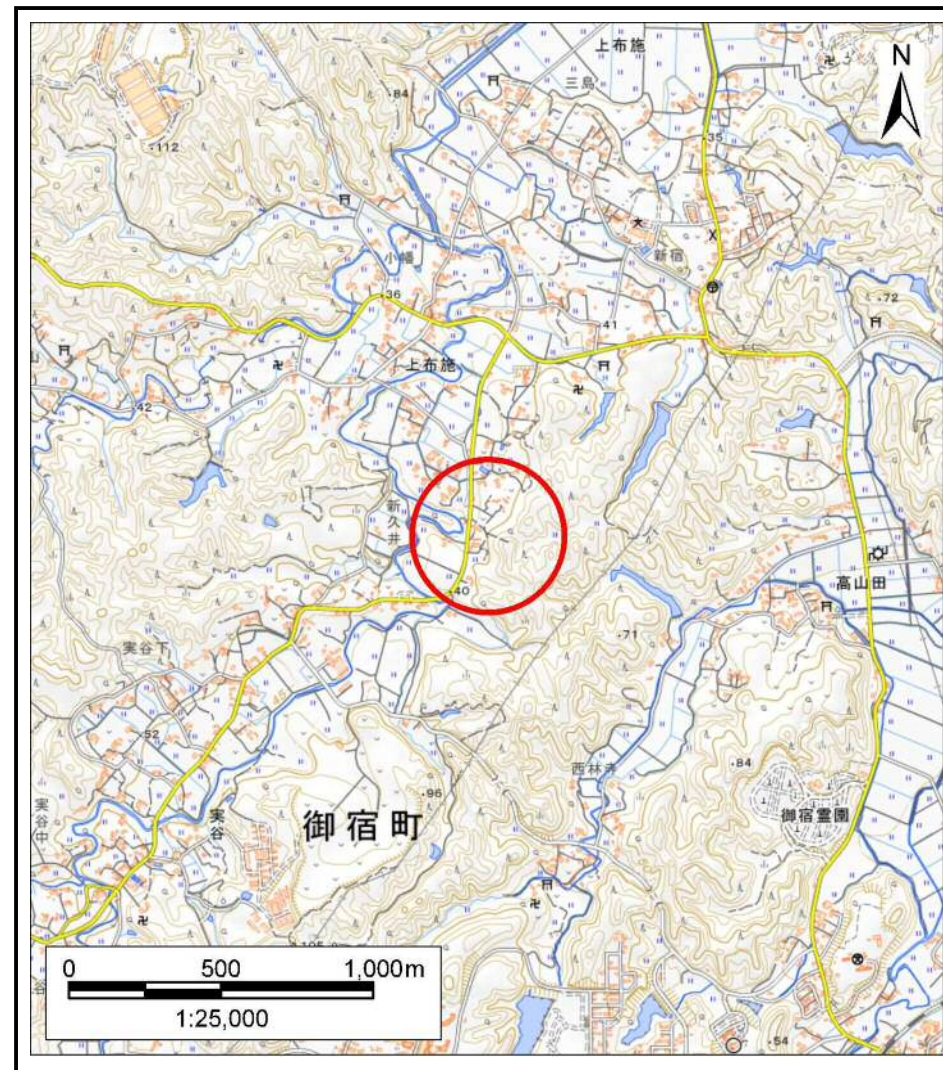 上布施
N
三島
84
112
35
新宿
小幡
72
36
41
上布施
42
新久井
40
高山田
71
実谷下
52
西林寺
84
96
実谷中
実谷
御宿町
御宿霊園
105
0 500 1,000m
1:25,000
54